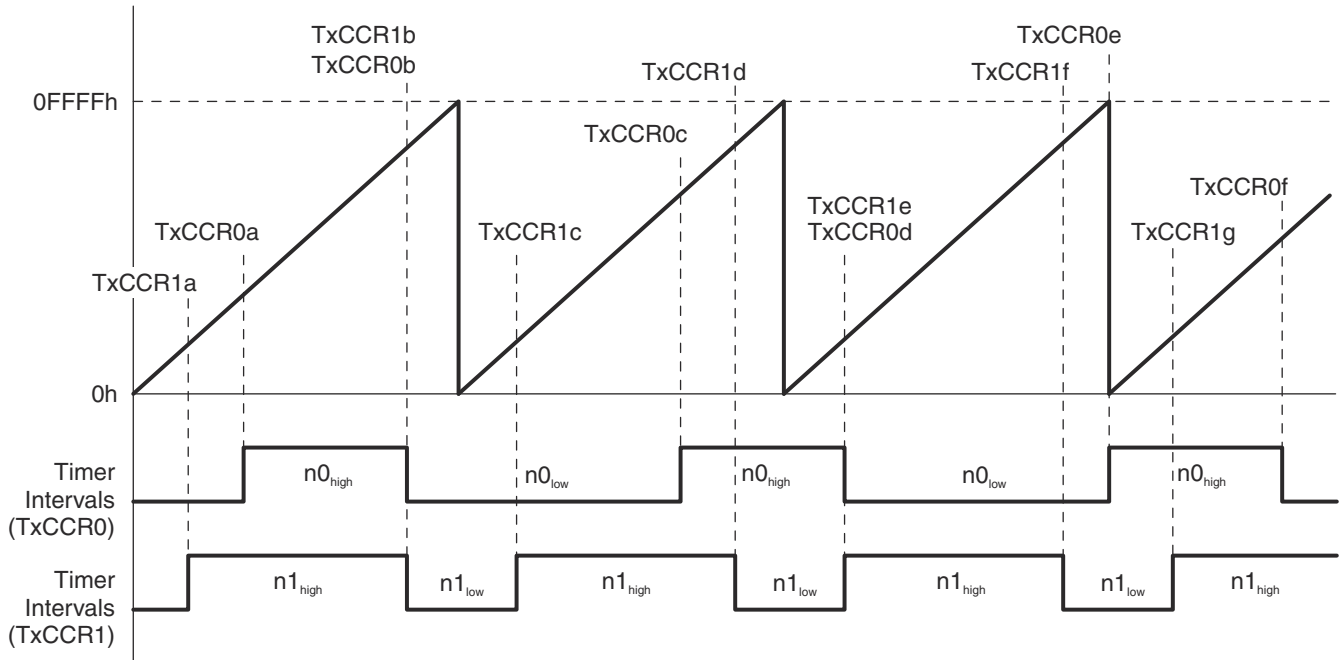 TxCCR1b
TxCCR0b
TxCCR0e
TxCCR1d
TxCCR1f
0FFFFh
TxCCR0c
TxCCR0f
TxCCR1e
TxCCR0a
TxCCR1c
TxCCR0d
TxCCR1g
TxCCR1a
0h
Timer
Intervals
(TxCCR0)
n0high
n0low
n0high
n0low
n0high
Timer
Intervals
(TxCCR1)
n1high
n1low
n1high
n1low
n1high
n1low
n1high